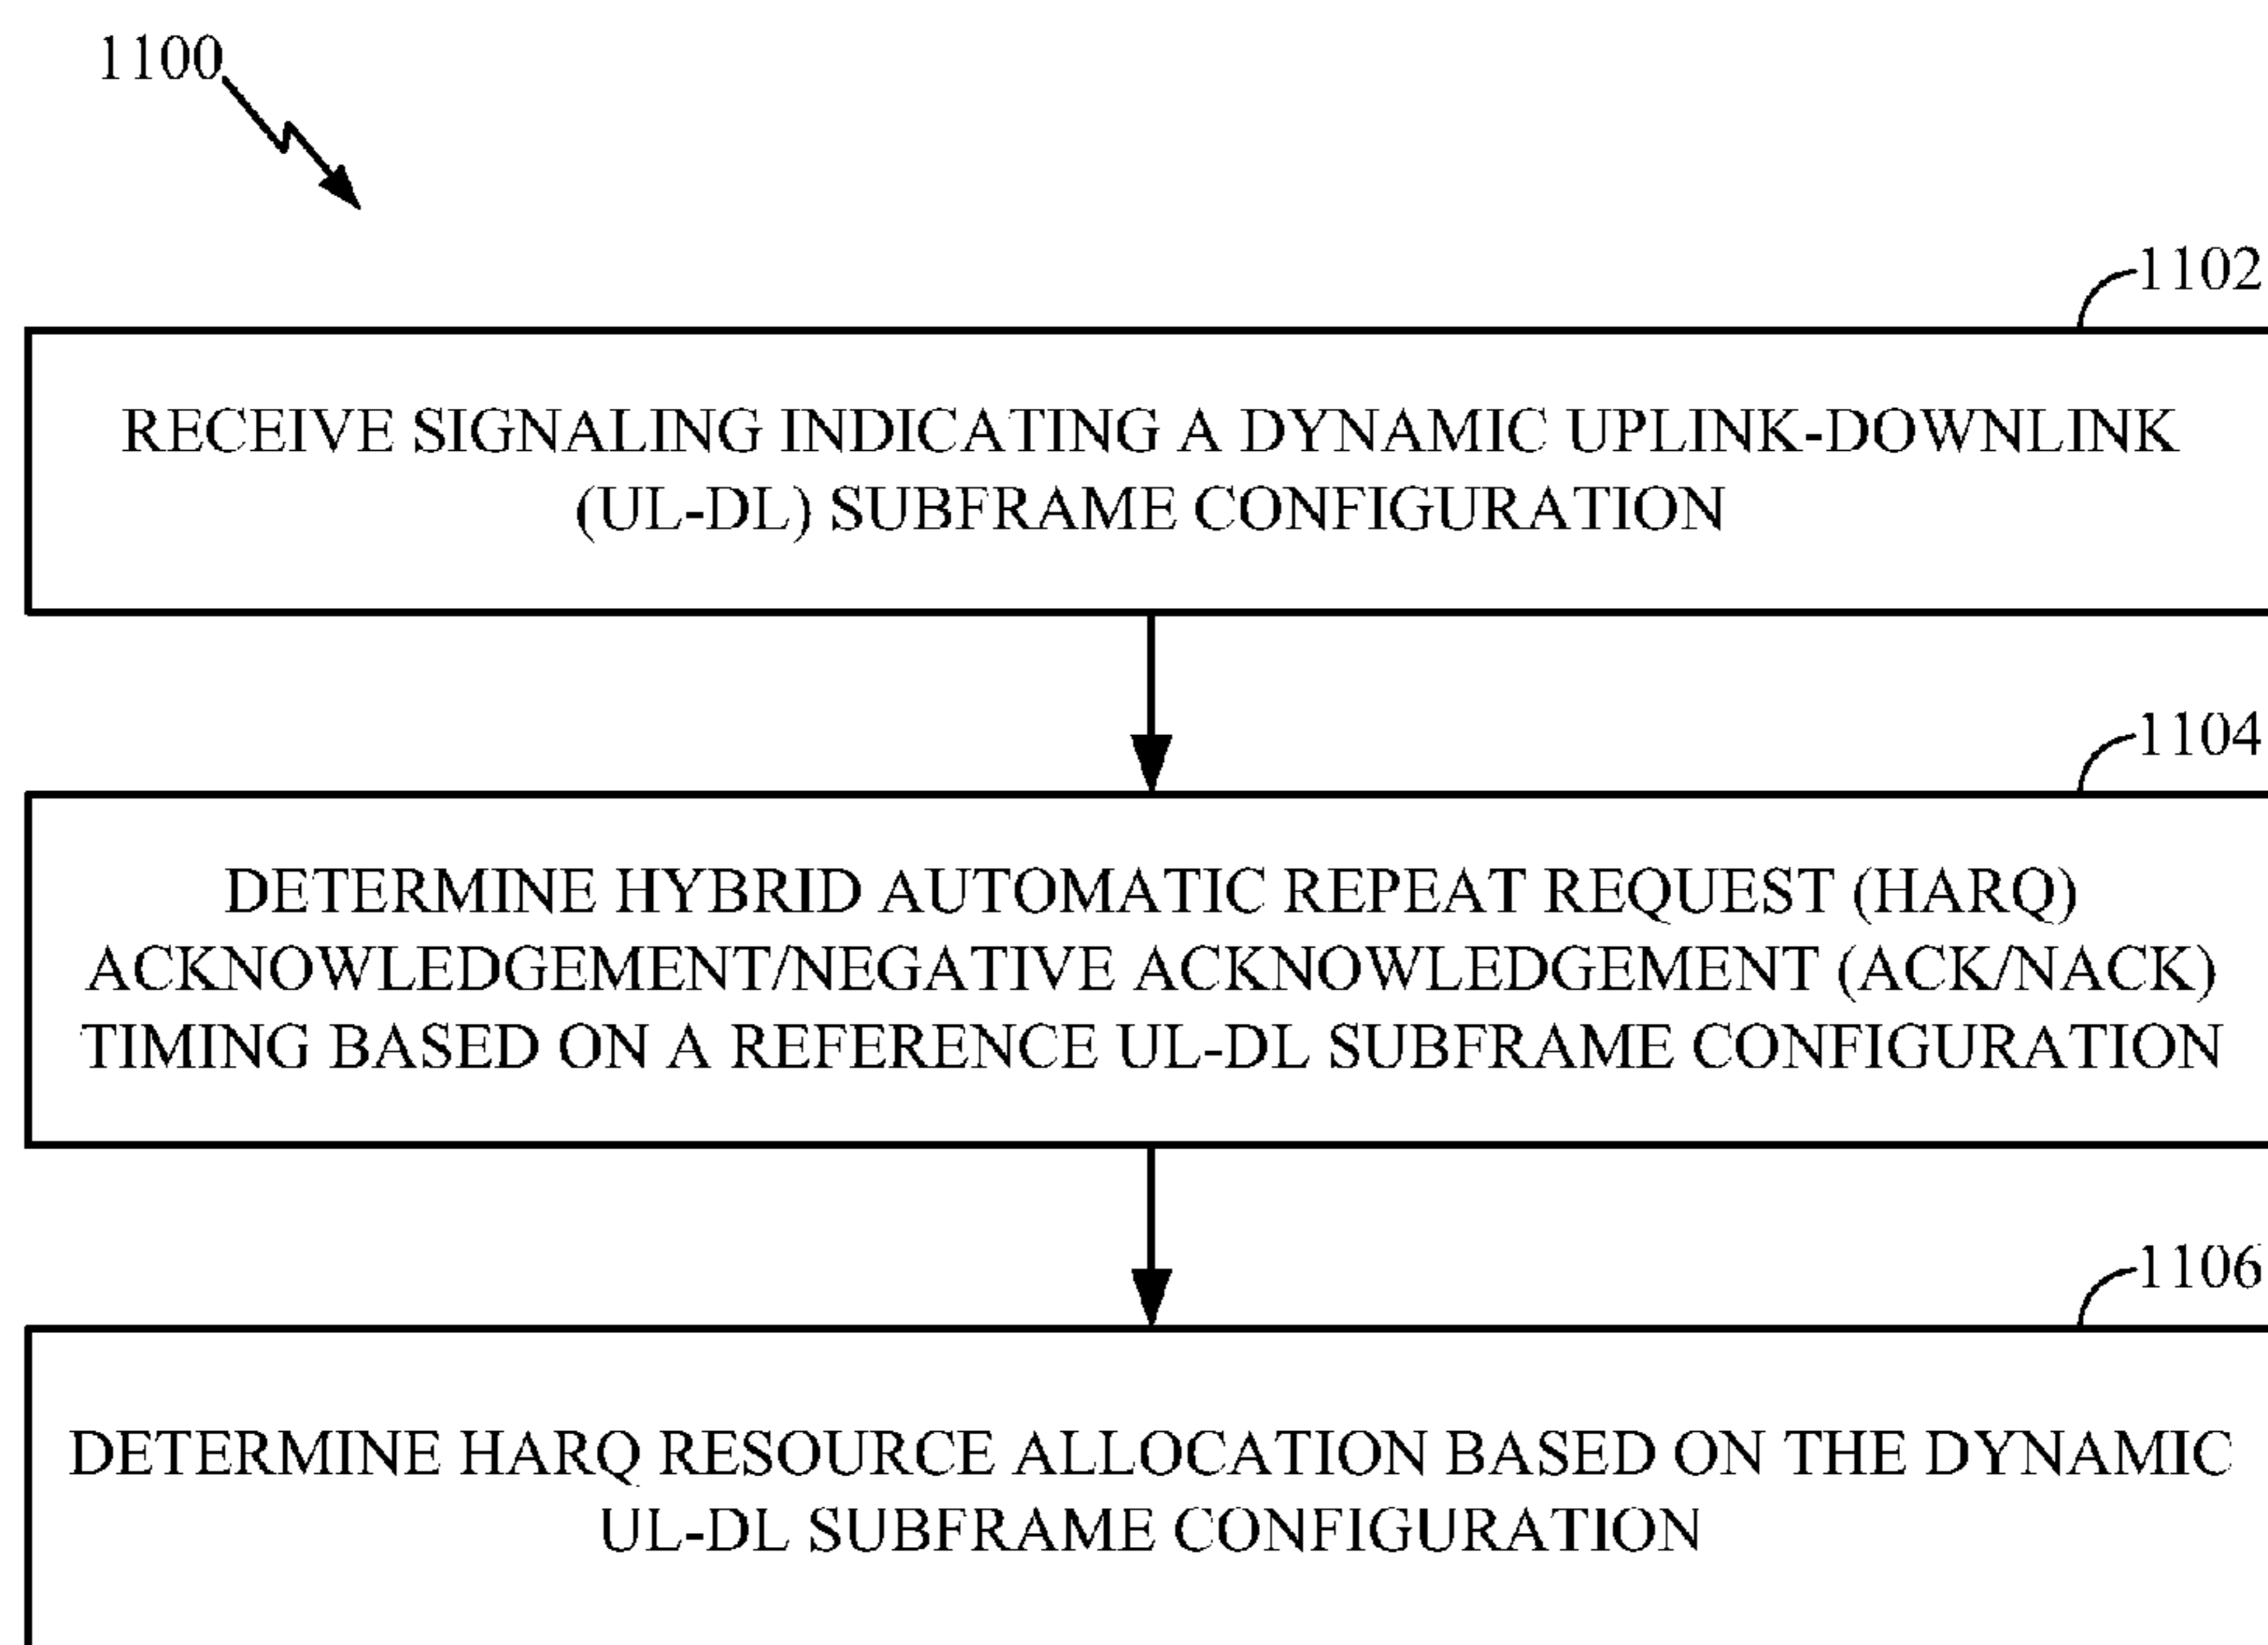 1100
1102
RECEIVE SIGNALING INDICATING A DYNAMIC UPLINK-DOWNLINK
(UL-DL) SUBFRAME CONFIGURATION
1104
DETERMINE HYBRID AUTOMATIC REPEAT REQUEST (HARQ)
ACKNOWLEDGEMENT/NEGATIVE ACKNOWLEDGEMENT (ACK/NACK)
TIMING BASED ON A REFERENCE UL-DL SUBFRAME CONFIGURATION
1106
DETERMINE HARQ RESOURCE ALLOCATION BASED ON THE DYNAMIC
UL-DL SUBFRAME CONFIGURATION